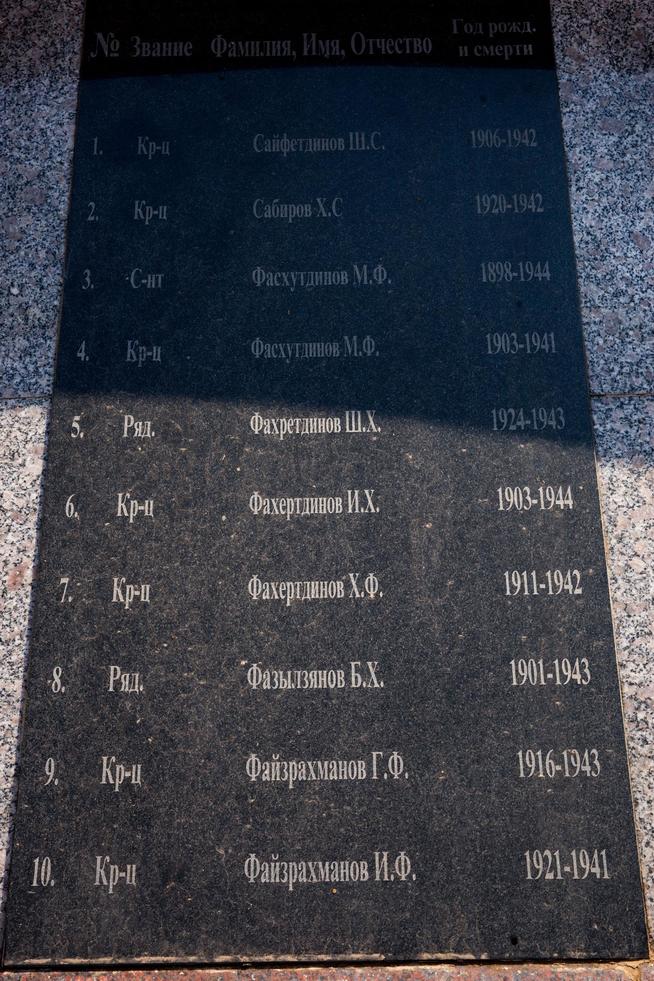 № Звание Фамилия, Имя, Отчество Год рожд. и смерти
1. Кр-ц Сайфетдинов Ш.С. 1906-1942
2. Кр-ц Сабиров Х.С 1920-1942
3. С-нт Фасхутдинов М.Ф. 1898-1944
4. Кр-ц Фасхутдинов М.Ф. 1903-1941
5. Ряд. Фахретдинов Ш.Х. 1924-1943
6. Кр-ц Фахертдинов И.Х. 1903-1944
7. Кр-ц Фахертдинов Х.Ф. 1911-1942
8. Ряд. Фазылзянов Б.Х. 1901-1943
9. Кр-ц Файзрахманов Г.Ф. 1916-1943
10. Кр-ц Файзрахманов И.Ф. 1921-1941